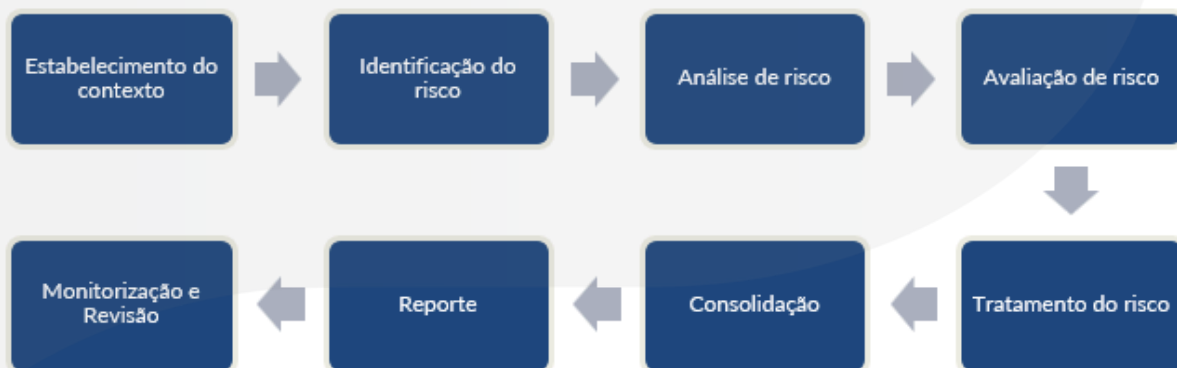 Estabelecimento do
contexto
Identificação do
risco
Análise de risco
Avaliação de risco
Tratamento do risco
Consolidação
Reporte
Monitorização e
Revisão